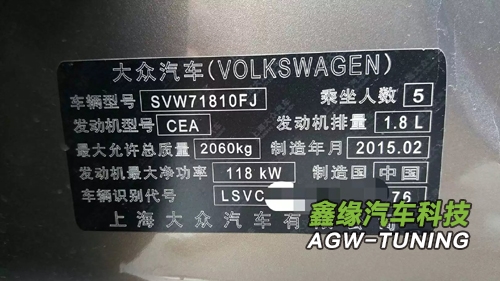 大众汽车(VOLKSWAGEN)
车辆型号 SVW71810FJ 乘坐人数 5
发动机型号 CEA 发动机排量 1.8 L
最大允许总质量 2060kg 制造年月 2015.02
发动机最大净功率 118 kW 制造国 中国
车辆识别代号 LSVC 76
上海大众汽车有
鑫缘汽车科技
AGW-TUNING